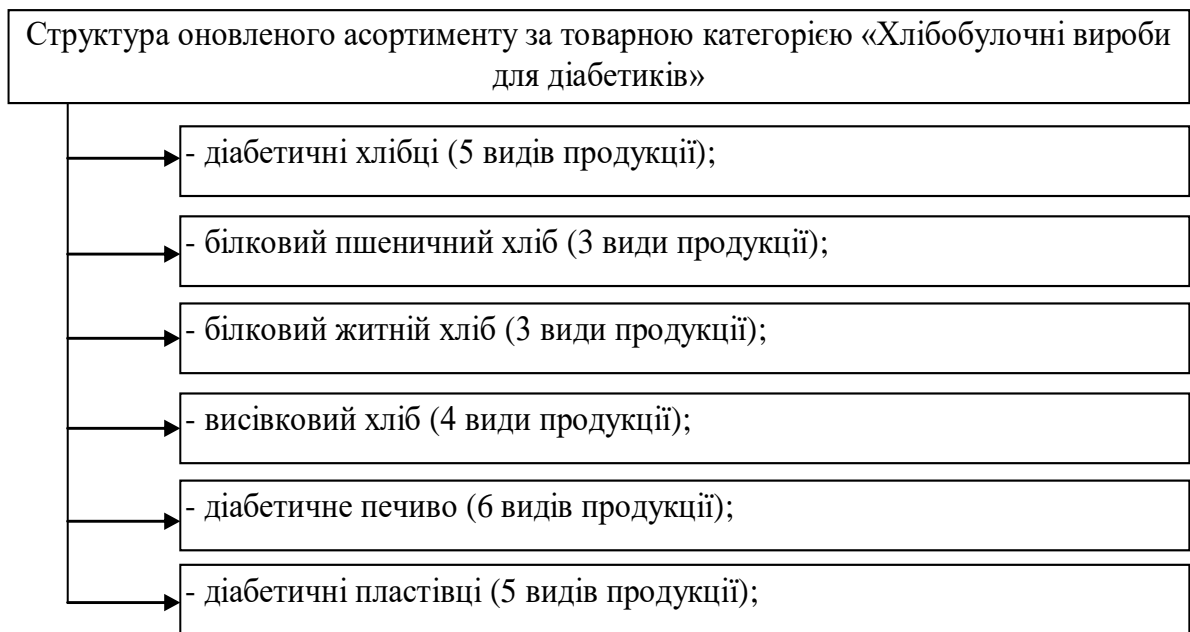 Структура оновленого асортименту за товарною категорією «Хлібобулочні вироби
для діабетиків»
- діабетичні хлібці (5 видів продукції);
- білковий пшеничний хліб (3 види продукції);
- білковий житній хліб (3 види продукції);
- висівковий хліб (4 види продукції);
- діабетичне печиво (6 видів продукції);
- діабетичні пластівці (5 видів продукції);